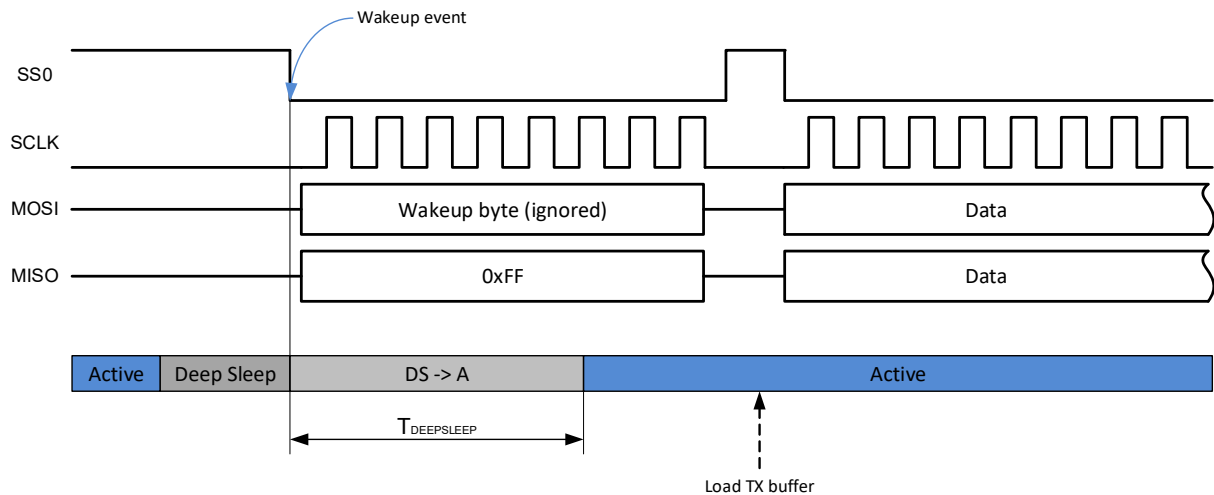 Wakeup event
SS0
SCLK
MOSI
Wakeup byte (ignored)
Data
MISO
0xFF
Data
Active
Deep Sleep
DS -> A
Active
TDEEPSLEEP
Load TX buffer